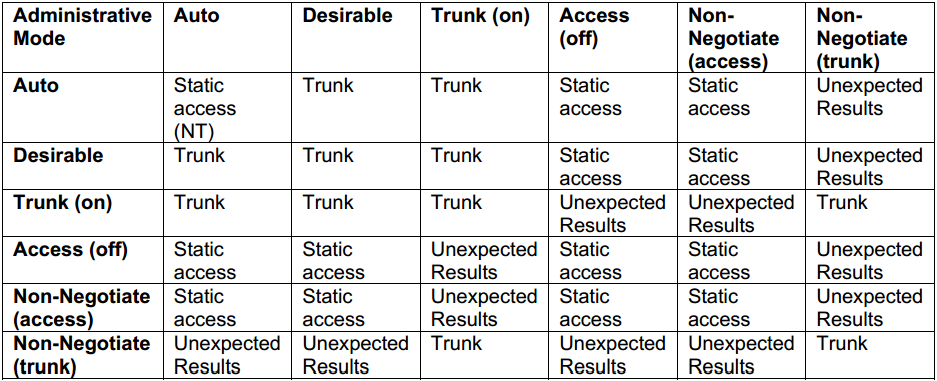 Administrative Mode | Auto | Desirable | Trunk (on) | Access (off) | Non-Negotiate (access) | Non-Negotiate (trunk)
Auto | Static access (NT) | Trunk | Trunk | Static access | Static access | Unexpected Results
Desirable | Trunk | Trunk | Trunk | Static access | Static access | Unexpected Results
Trunk (on) | Trunk | Trunk | Trunk | Unexpected Results | Unexpected Results | Trunk
Access (off) | Static access | Static access | Unexpected Results | Static access | Static access | Unexpected Results
Non-Negotiate (access) | Static access | Static access | Unexpected Results | Static access | Static access | Unexpected Results
Non-Negotiate (trunk) | Unexpected Results | Unexpected Results | Trunk | Unexpected Results | Unexpected Results | Trunk